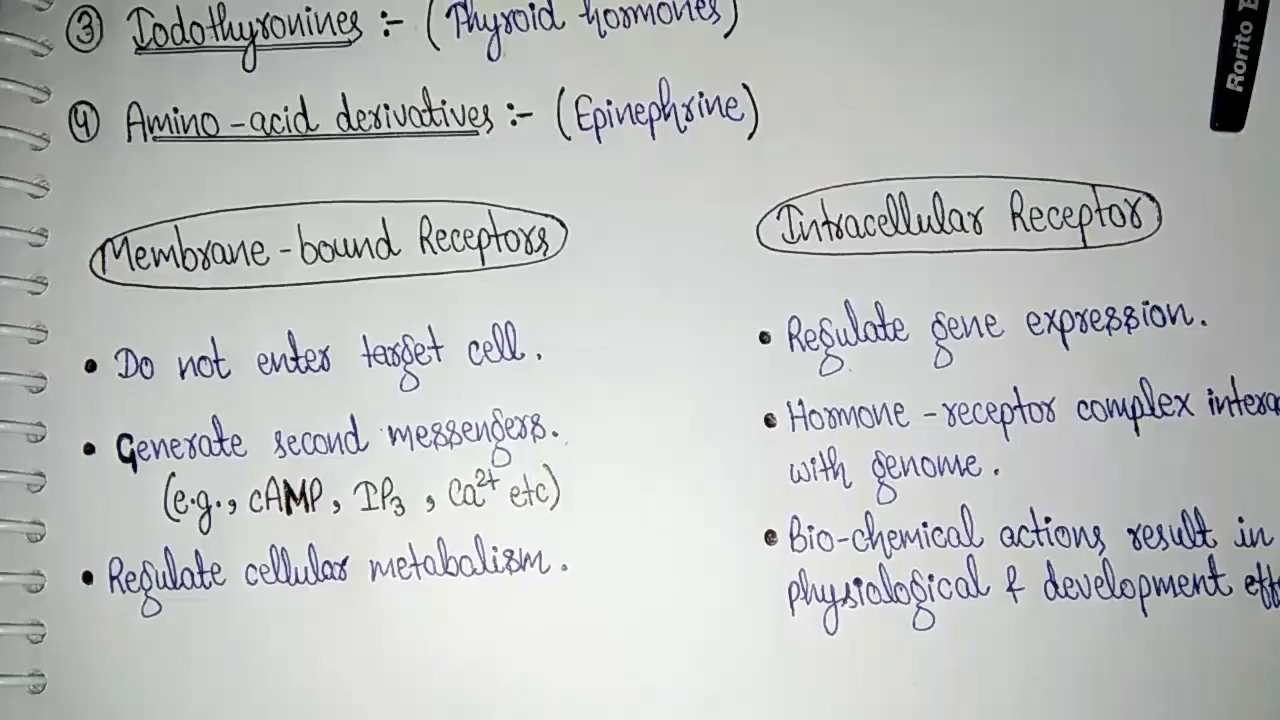 ③ Iodothyronines :- (Thyroid hormones)
④ Amino-acid derivatives :- (Epinephrine)
Membrane-bound Receptors
• Do not enter target cell.
• Generate second messengers.
(e.g., cAMP, IP₃, Ca²⁺ etc)
• Regulate cellular metabalism.
Intracellular Receptor
• Regulate gene expression.
• Hormone-receptor complex
with genome.
• Bio-chemical actions result in
physiological & development
Rorito